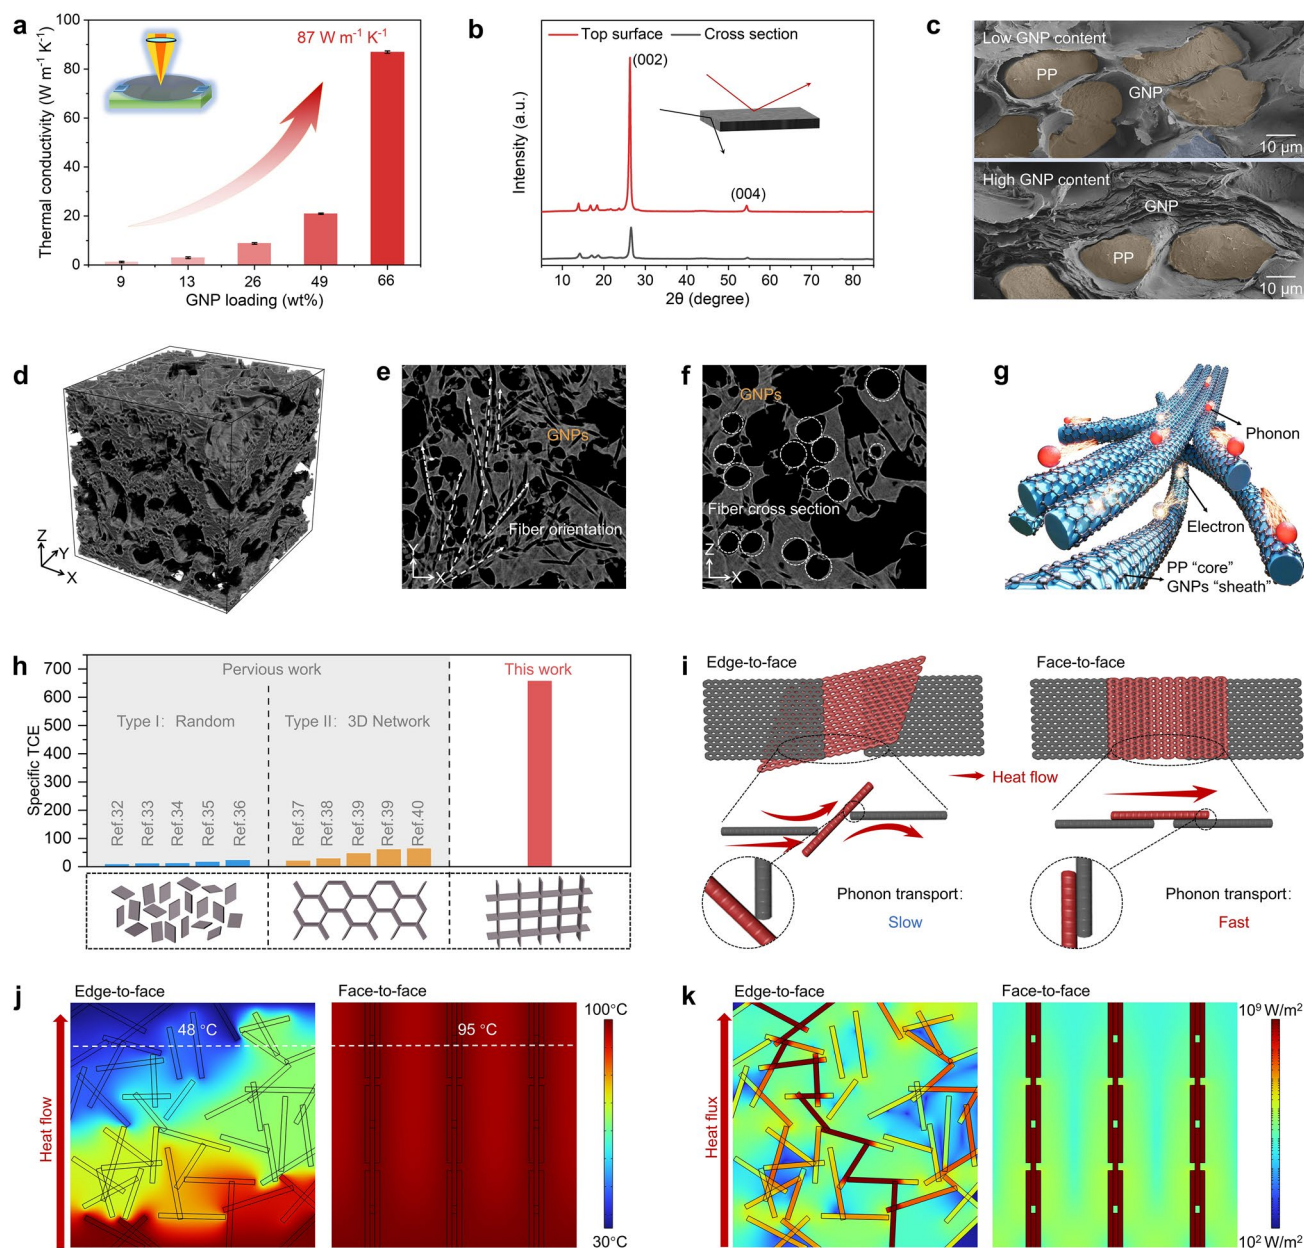 a
87 W m⁻¹ K⁻¹
Thermal conductivity (W m⁻¹ K⁻¹)
100
80
60
40
20
0
9 13 26 49 66
GNP loading (wt%)
b
Top surface Cross section
(002)
(004)
Intensity (a.u.)
10 20 30 40 50 60 70 80
2θ (degree)
c
Low GNP content
PP
GNP
10 μm
High GNP content
GNP
PP
10 μm
d
Z
Y
X
e
GNPs
Fiber orientation
Y
X
f
GNPs
Fiber cross section
Z
X
g
Phonon
Electron
PP “core”
GNPs “sheath”
h
Specific TCE
700
600
500
400
300
200
100
0
Pervious work
This work
Type I: Random
Type II: 3D Network
Ref.32
Ref.33
Ref.34
Ref.35
Ref.36
Ref.37
Ref.38
Ref.39
Ref.39
Ref.40
i
Edge-to-face
Face-to-face
Heat flow
Phonon transport:
Slow
Phonon transport:
Fast
j
Edge-to-face
Face-to-face
48 °C
95 °C
Heat flow
100°C
30°C
k
Edge-to-face
Face-to-face
Heat flux
10⁹ W/m²
10² W/m²